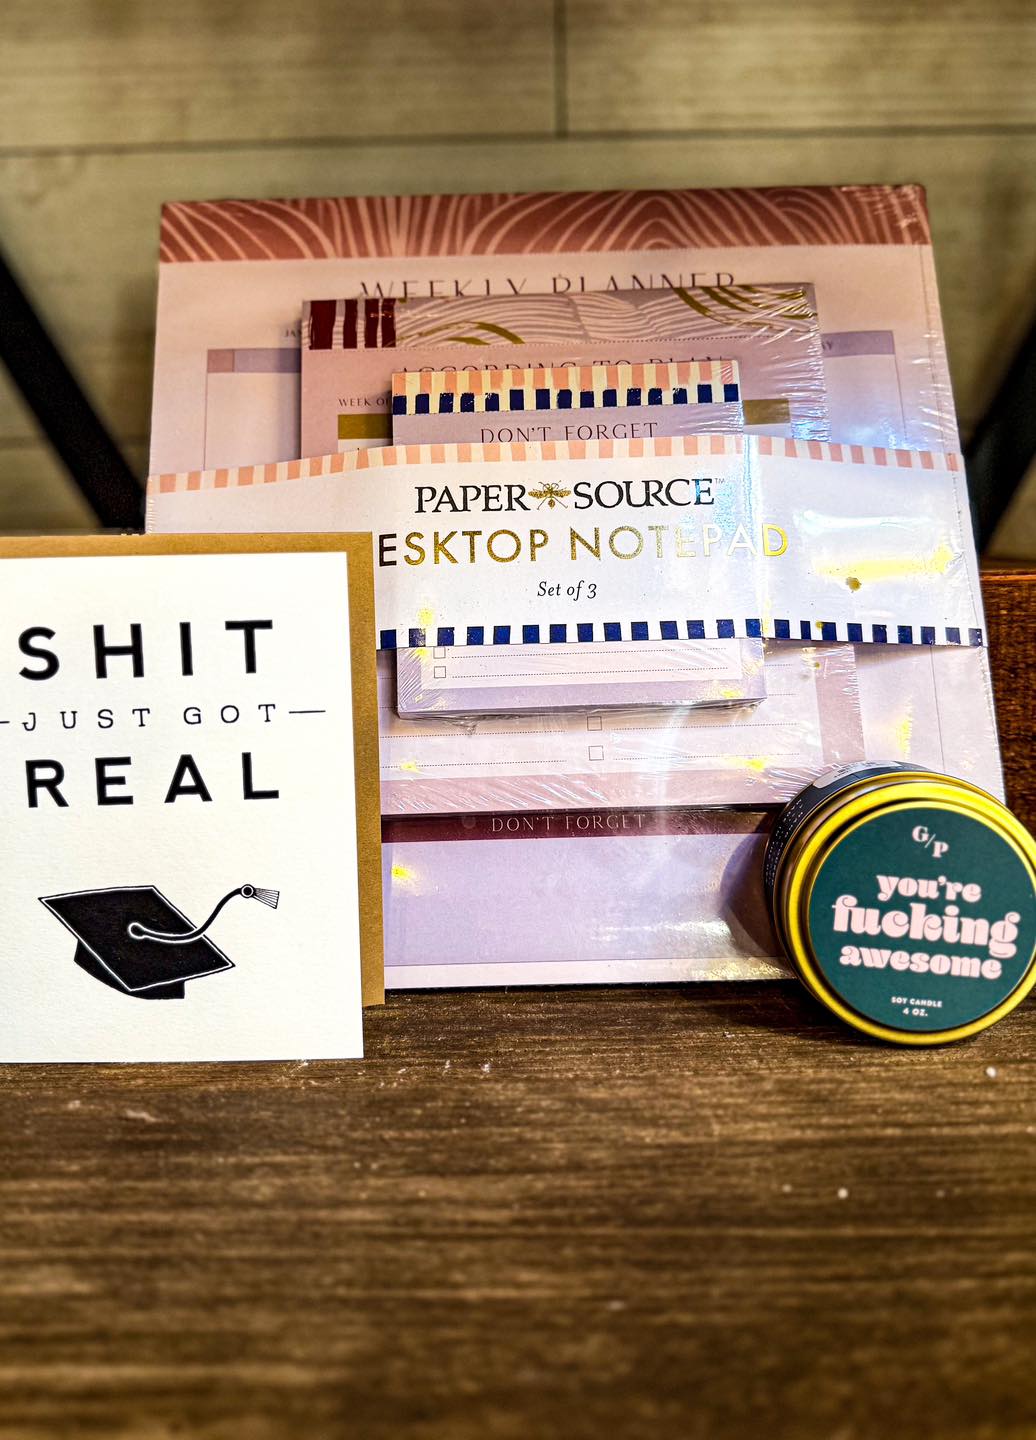 WEEKLY PLANNER
ACCORDING TO PLAN
WEEK OF
DON'T FORGET
PAPER SOURCE™
ESKTOP NOTEPAD
Set of 3
DON'T FORGET
SHIT
JUST GOT
REAL
G/P
you're
fucking
awesome
SOY CANDLE
4 OZ.